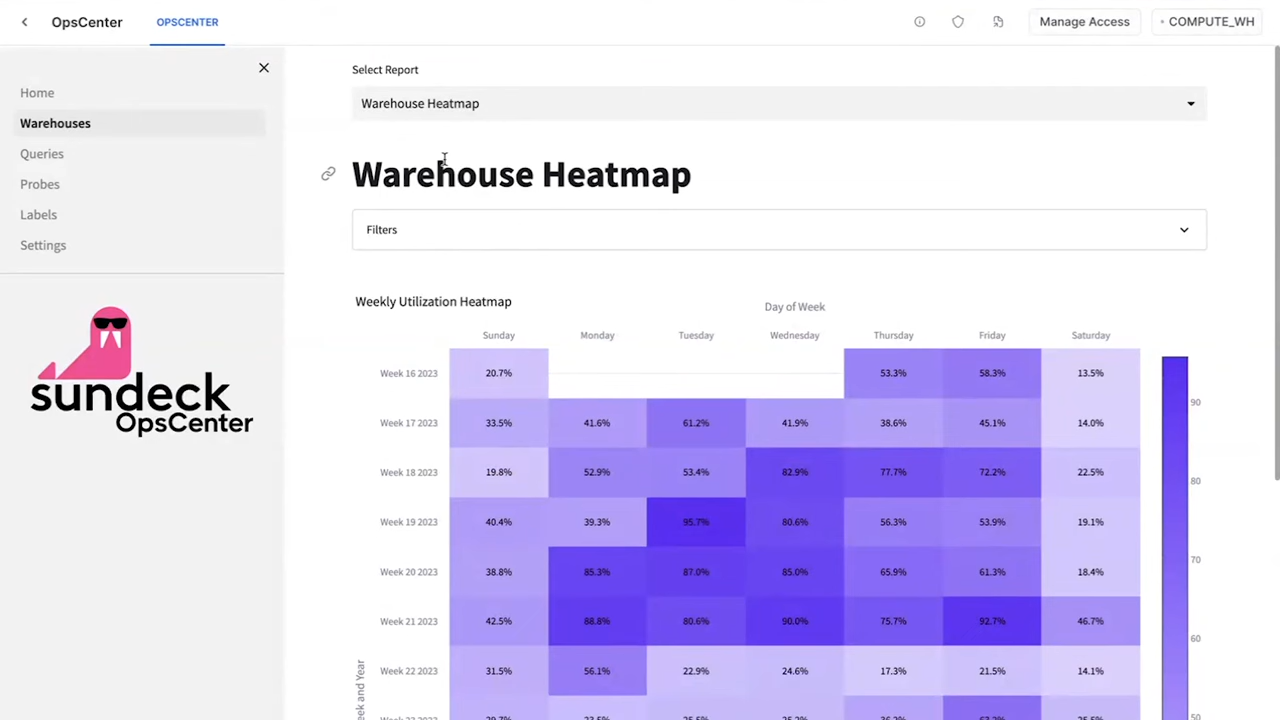 OpsCenter
OPSCENTER
Manage Access
COMPUTE_WH
Home
Warehouses
Queries
Probes
Labels
Settings
sundeck
OpsCenter
Select Report
Warehouse Heatmap
Warehouse Heatmap
Filters
Weekly Utilization Heatmap
Day of Week
Sunday Monday Tuesday Wednesday Thursday Friday Saturday
Week 16 2023 20.7% 53.3% 58.3% 13.5%
Week 17 2023 33.5% 41.6% 61.2% 41.9% 38.6% 45.1% 14.0%
Week 18 2023 19.8% 52.9% 53.4% 82.9% 77.7% 72.2% 22.5%
Week 19 2023 40.4% 39.3% 95.7% 80.6% 56.3% 53.9% 19.1%
Week 20 2023 38.8% 85.3% 87.0% 85.0% 65.9% 61.3% 18.4%
Week 21 2023 42.5% 88.8% 80.6% 90.0% 75.7% 92.7% 46.7%
Week 22 2023 31.5% 56.1% 22.9% 24.6% 17.3% 21.5% 14.1%
and Year
90
80
70
60
50